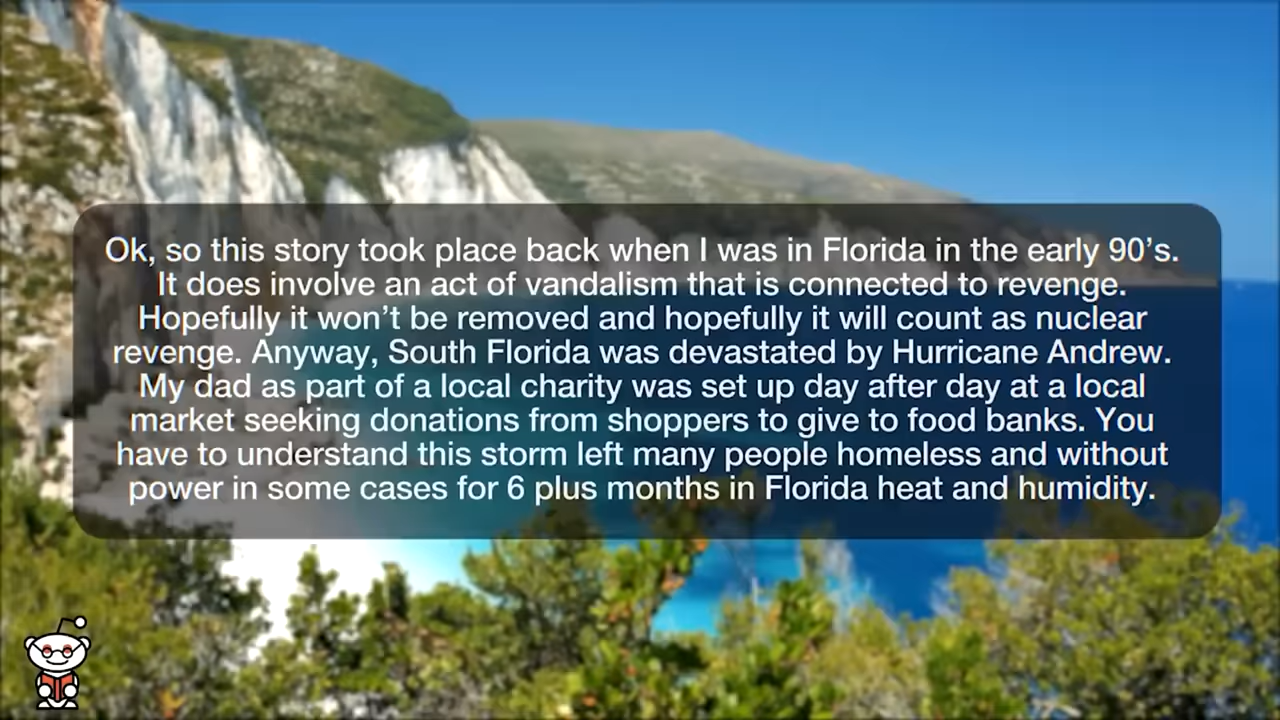 Ok, so this story took place back when I was in Florida in the early 90’s.
It does involve an act of vandalism that is connected to revenge.
Hopefully it won’t be removed and hopefully it will count as nuclear
revenge. Anyway, South Florida was devastated by Hurricane Andrew.
My dad as part of a local charity was set up day after day at a local
market seeking donations from shoppers to give to food banks. You
have to understand this storm left many people homeless and without
power in some cases for 6 plus months in Florida heat and humidity.